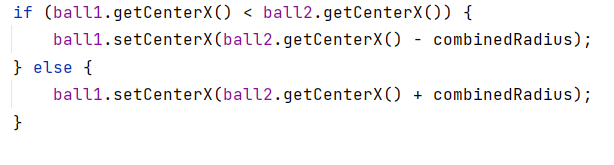 if (ball1.getCenterX() < ball2.getCenterX()) {
    ball1.setCenterX(ball2.getCenterX() - combinedRadius);
} else {
    ball1.setCenterX(ball2.getCenterX() + combinedRadius);
}